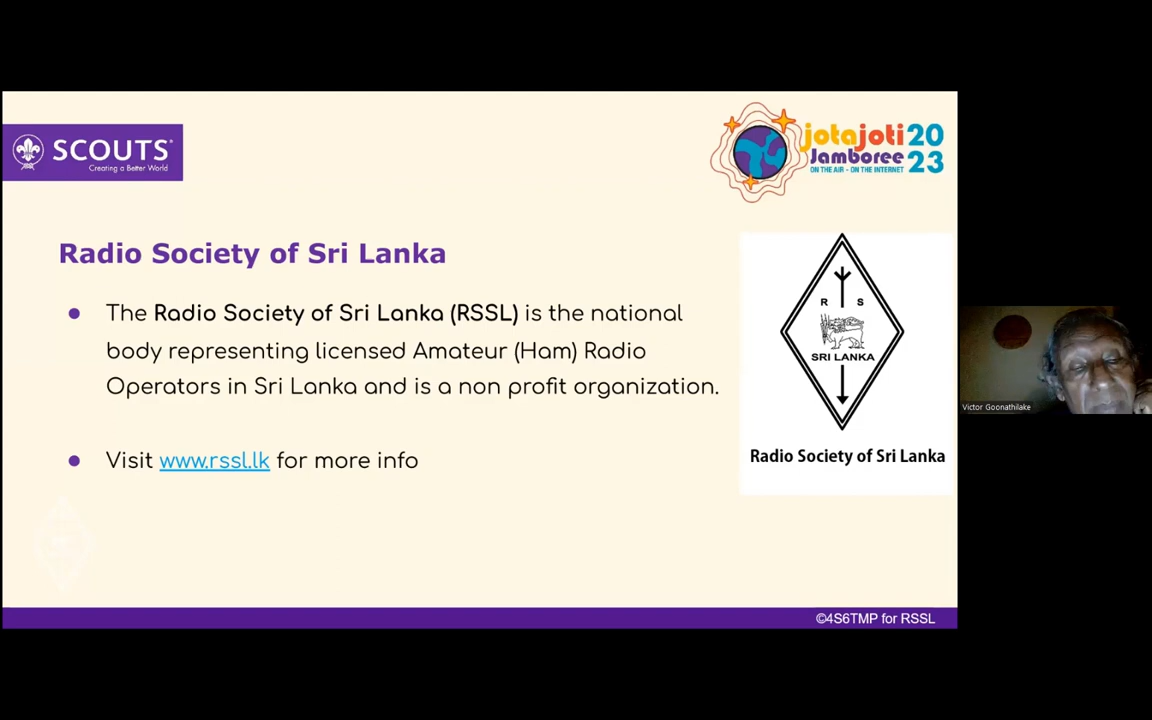 SCOUTS
Creating a Better World
jotajoti 20
Jamboree 23
ON THE AIR - ON THE INTERNET
Radio Society of Sri Lanka
The Radio Society of Sri Lanka (RSSL) is the national
body representing licensed Amateur (Ham) Radio
Operators in Sri Lanka and is a non profit organization.
Visit www.rssl.lk for more info
R S
SRI LANKA
Radio Society of Sri Lanka
Victor Goonathilake
©4S6TMP for RSSL